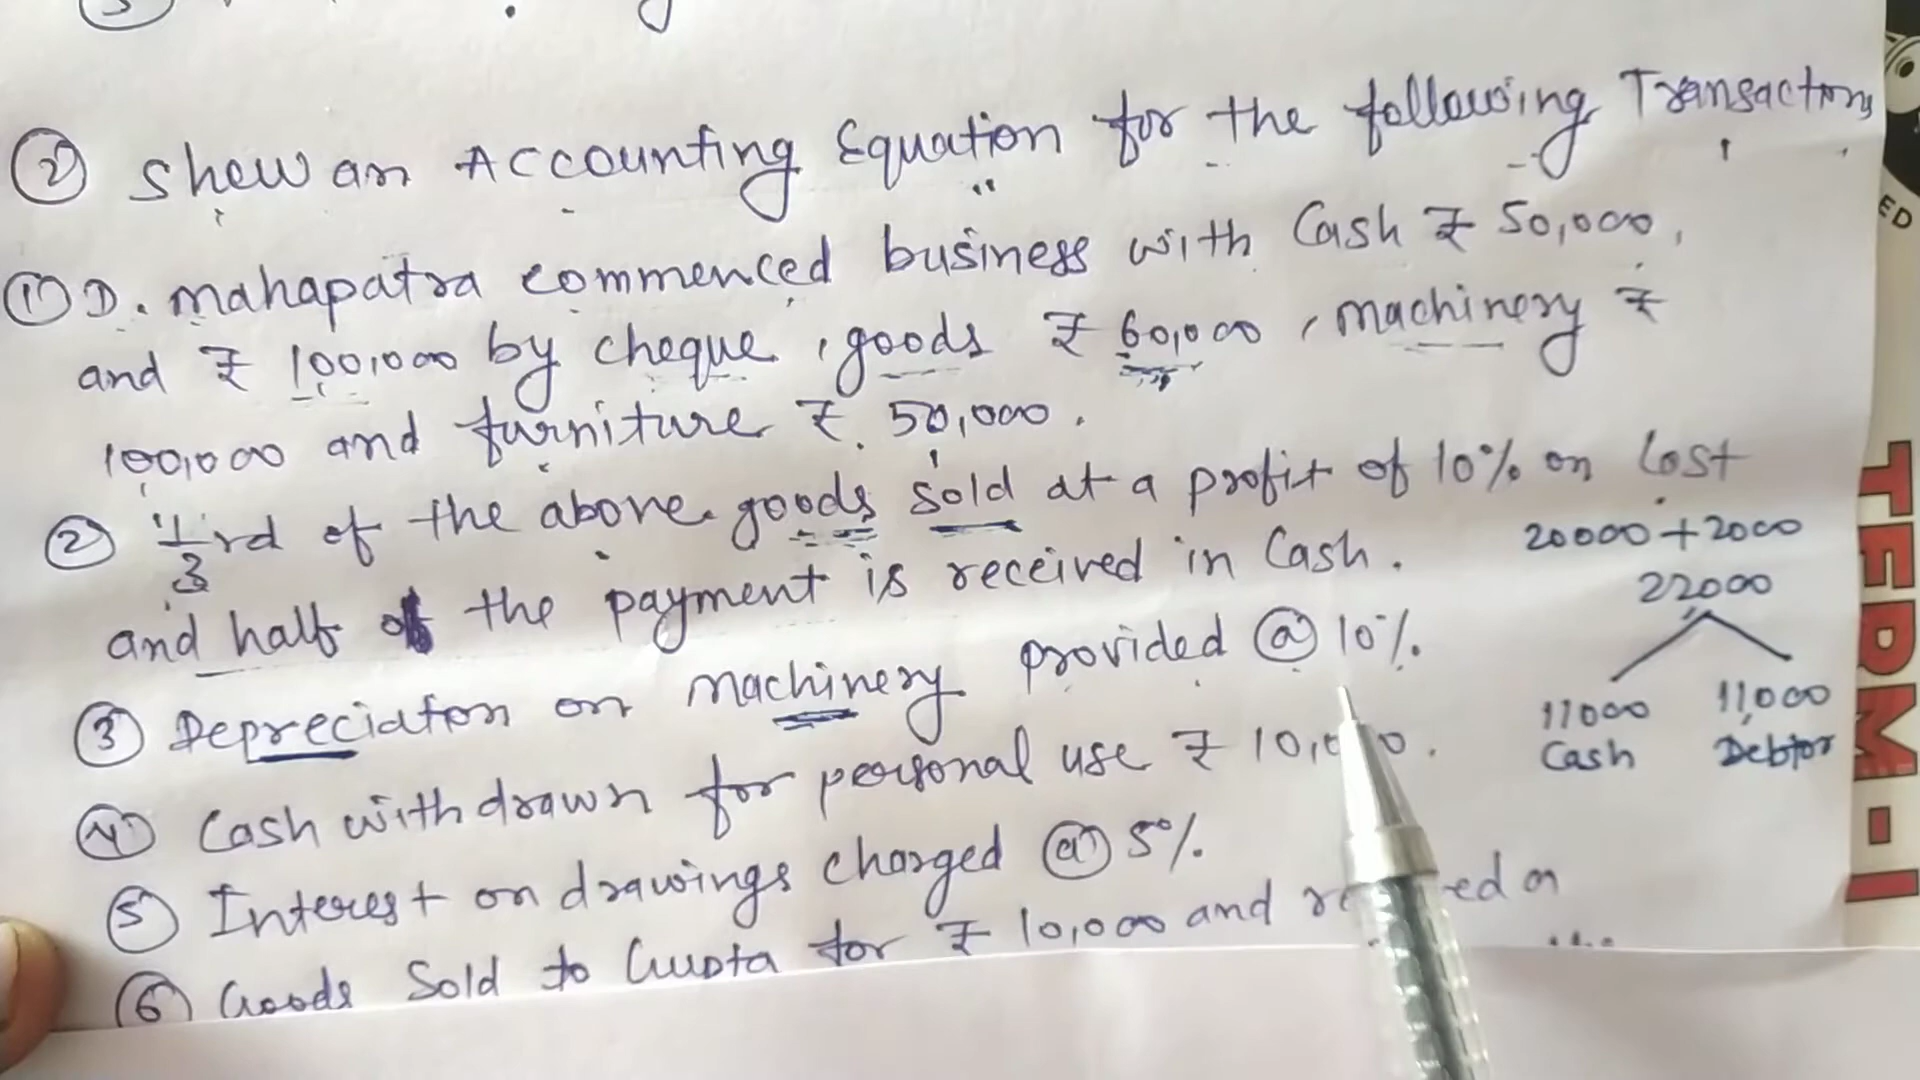 ② Shew an Accounting Equation for the following Transactions
① D. Mahapatra commenced business with Cash ₹ 50,000,
and ₹ 100,000 by cheque, goods ₹ 60,000, machinery ₹
100,000 and furniture ₹ 50,000.
② 1/3rd of the above goods sold at a profit of 10% on Cost
and half of the payment is received in Cash.
20000 + 2000
22000
11000 Cash
11,000 Debtor
③ Depreciaton on machinery provided @ 10%.
④ Cash withdrawn for personal use ₹
⑤ Interest on drawings charged @ 5%.
⑥ Goods Sold to Gupta for ₹ 10,000 and
TERM-I
ED